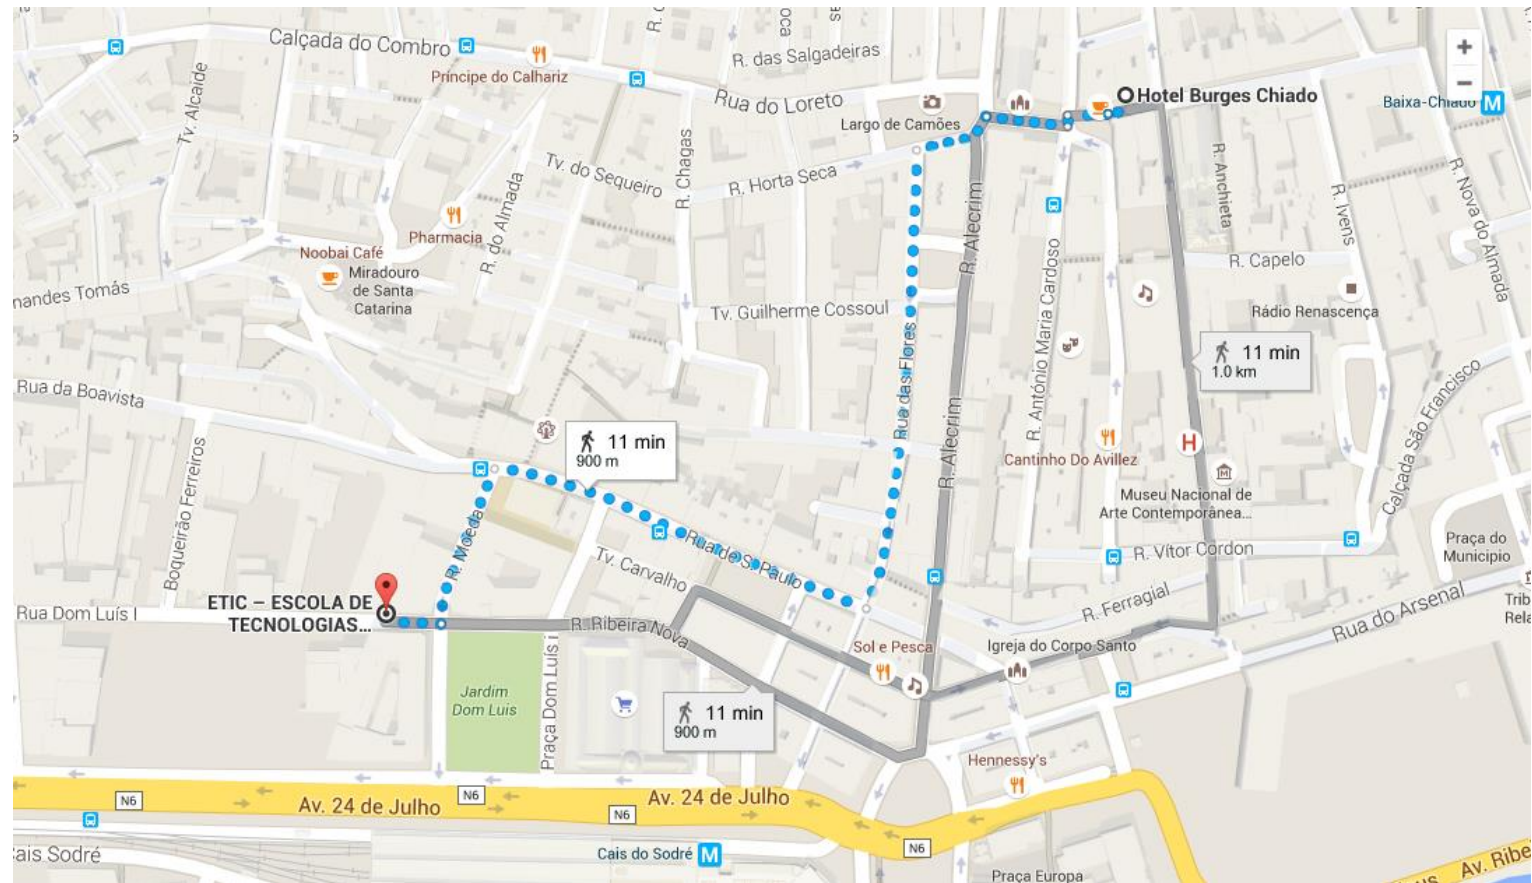 R. das Salgadeiras
Calçada do Combro
Príncipe do Calhariz
Rua do Loreto
Largo de Camões
Hotel Burges Chiado
Tv. Alcaide
R. Chagas
Tv. do Sequeiro
R. Horta Seca
R. do Almada
Pharmacia
Noobai Café
Miradouro
de Santa
Catarina
nandes Tomás
R. Alecrim
R. Anchieta
R. Ivens
R. Nova do Almada
R. Capelo
Rádio Renascença
Tv. Guilherme Cossoul
R. António Maria Cardoso
Rua das Flores
11 min
1.0 km
Rua da Boavista
11 min
900 m
R. Alecrim
Cantinho Do Avillez
H
Calçada São Francisco
Museu Nacional de
Arte Contemporânea...
Boqueirão Ferreiros
R. Moeda
Rua de S. Paulo
Tv. Carvalho
R. Vítor Cordon
Praça do
Municipio
R. Ferragial
Rua do Arsenal
Trib
Rela
ETIC – ESCOLA DE
TECNOLOGIAS...
Rua Dom Luís I
R. Ribeira Nova
Sol e Pesca
Igreja do Corpo Santo
Jardim
Dom Luis
Praça Dom Luís I
11 min
900 m
Hennessy's
N6
Av. 24 de Julho
N6
N6
Av. 24 de Julho
N6
Cais do Sodré
M
ais Sodré
Praça Europa
Av. Ribe
+
−
M